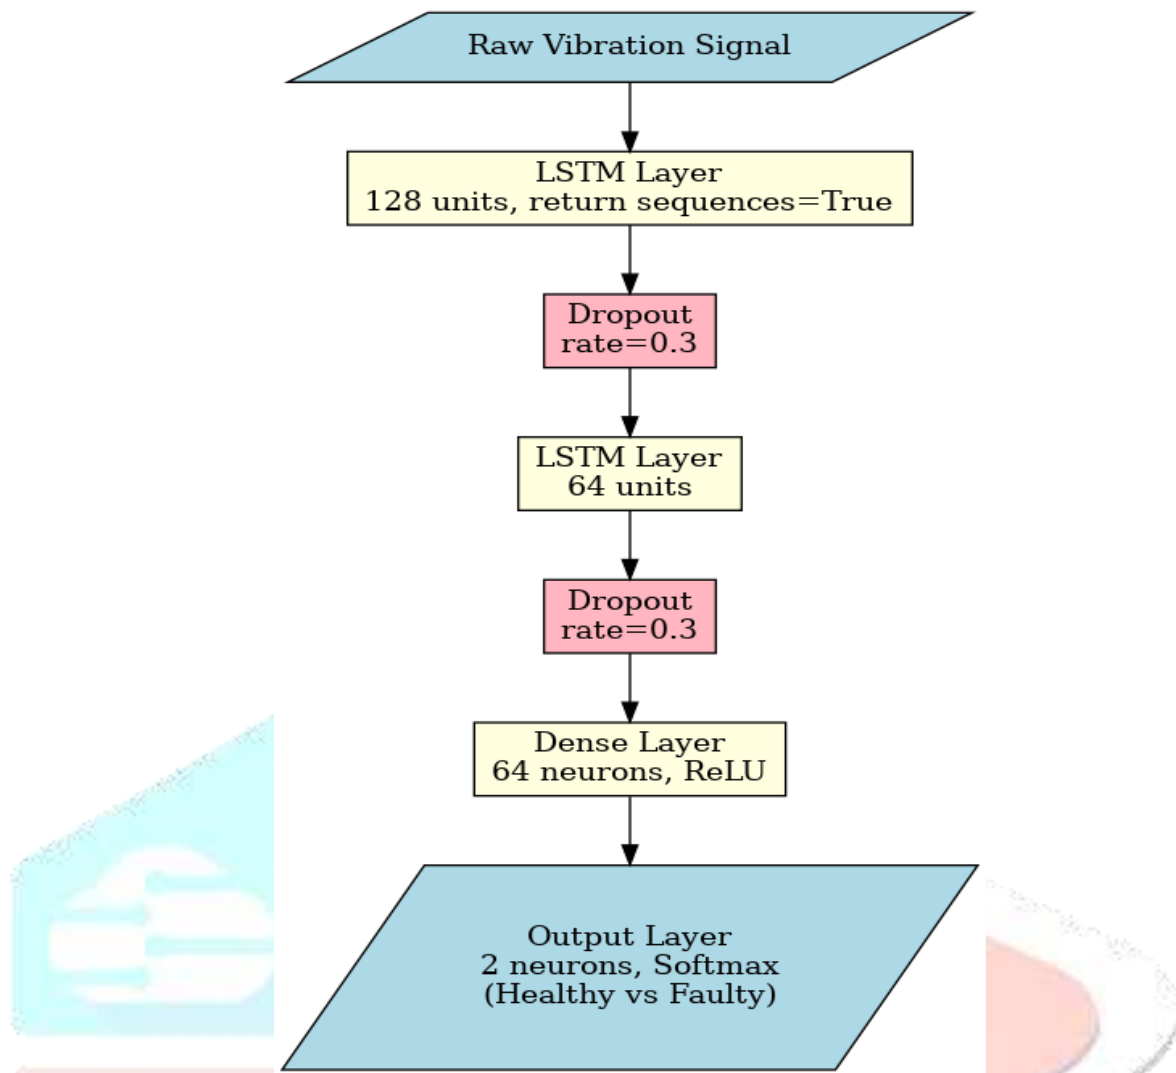 Raw Vibration Signal
LSTM Layer
128 units, return sequences=True
Dropout
rate=0.3
LSTM Layer
64 units
Dropout
rate=0.3
Dense Layer
64 neurons, ReLU
Output Layer
2 neurons, Softmax
(Healthy vs Faulty)